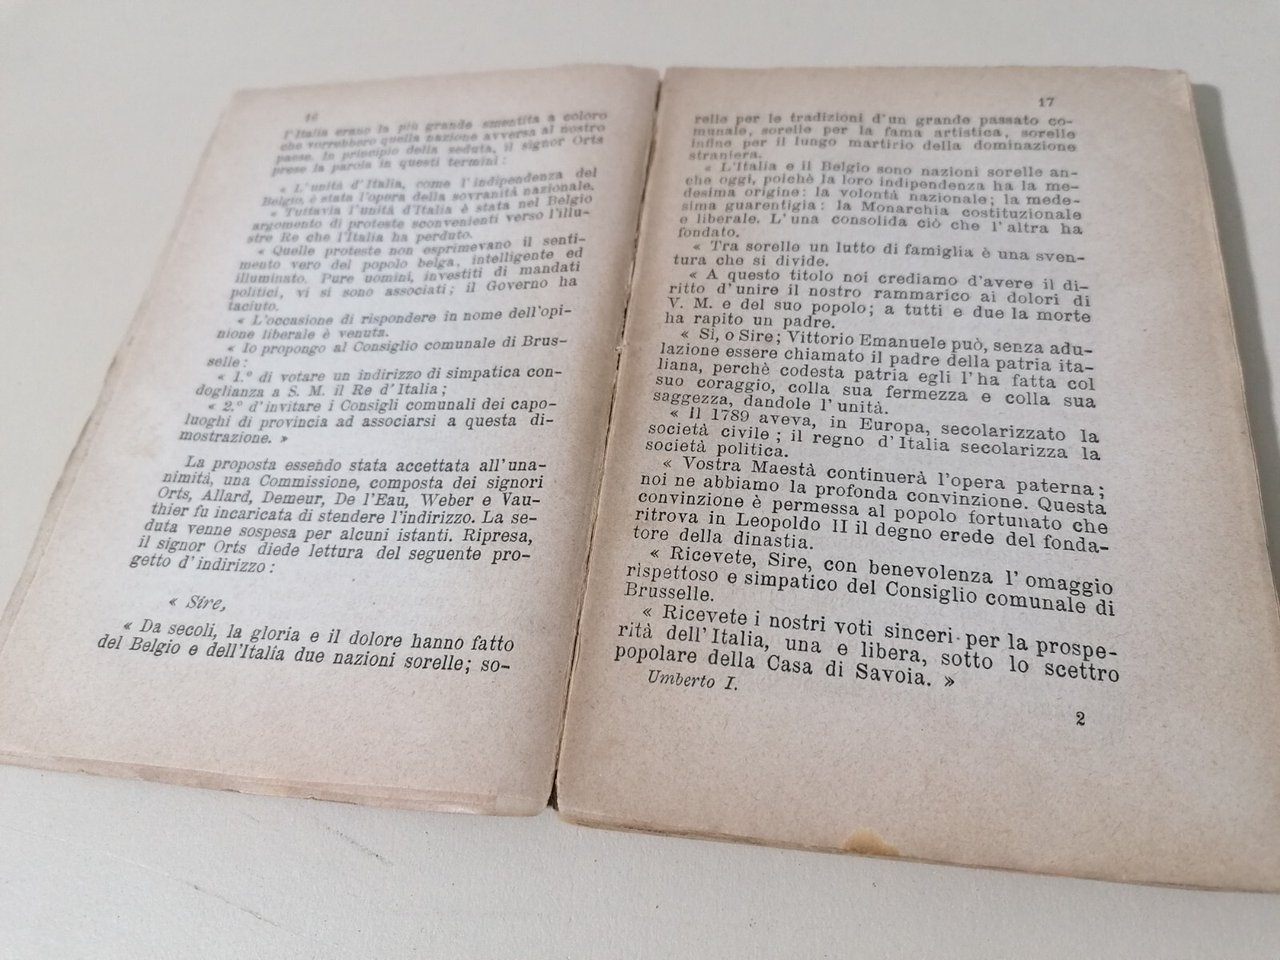 16
l'Italia erano la più grande smentita a coloro
che vorrebbero quella nazione avversa al nostro
paese. In principio della seduta, il signor Orts
prese la parola in questi termini:
« L'unità d'Italia, come l'indipendenza del
Belgio, è stata l'opera della sovranità nazionale.
« Tuttavia l'unità d'Italia è stata nel Belgio
argomento di proteste sconvenienti verso l'illu-
stre Re che l'Italia ha perduto.
« Quelle proteste non esprimevano il senti-
mento vero del popolo belga, intelligente ed
illuminato. Pure uomini, investiti di mandati
politici, vi si sono associati; il Governo ha
taciuto.
« L'occasione di rispondere in nome dell'opi-
nione liberale è venuta.
« Io propongo al Consiglio comunale di Brus-
selle:
« 1.º di votare un indirizzo di simpatica con-
doglianza a S. M. il Re d'Italia;
« 2.º d'invitare i Consigli comunali dei capo-
luoghi di provincia ad associarsi a questa di-
mostrazione. »
La proposta essendo stata accettata all'una-
nimità, una Commissione, composta dei signori
Orts, Allard, Demeur, De l'Eau, Weber e Vau-
thier fu incaricata di stendere l'indirizzo. La se-
duta venne sospesa per alcuni istanti. Ripresa,
il signor Orts diede lettura del seguente pro-
getto d'indirizzo:
« Sire,
« Da secoli, la gloria e il dolore hanno fatto
del Belgio e dell'Italia due nazioni sorelle; so-
17
relle per le tradizioni d'un grande passato co-
munale, sorelle per la fama artistica, sorelle
infine per il lungo martirio della dominazione
straniera.
« L'Italia e il Belgio sono nazioni sorelle an-
che oggi, poichè la loro indipendenza ha la me-
desima origine: la volontà nazionale; la mede-
sima guarentigia: la Monarchia costituzionale
e liberale. L'una consolida ciò che l'altra ha
fondato.
« Tra sorelle un lutto di famiglia è una sven-
tura che si divide.
« A questo titolo noi crediamo d'avere il di-
ritto d'unire il nostro rammarico ai dolori di
V. M. e del suo popolo; a tutti e due la morte
ha rapito un padre.
« Si, o Sire; Vittorio Emanuele può, senza adu-
lazione essere chiamato il padre della patria ita-
liana, perchè codesta patria egli l'ha fatta col
suo coraggio, colla sua fermezza e colla sua
saggezza, dandole l'unità.
« Il 1789 aveva, in Europa, secolarizzato la
società civile; il regno d'Italia secolarizza la
società politica.
« Vostra Maestà continuerà l'opera paterna;
noi ne abbiamo la profonda convinzione. Questa
convinzione è permessa al popolo fortunato che
ritrova in Leopoldo II il degno erede del fonda-
tore della dinastia.
« Ricevete, Sire, con benevolenza l'omaggio
rispettoso e simpatico del Consiglio comunale di
Brusselle.
« Ricevete i nostri voti sinceri per la prospe-
rità dell'Italia, una e libera, sotto lo scettro
popolare della Casa di Savoia. »
Umberto I.
2